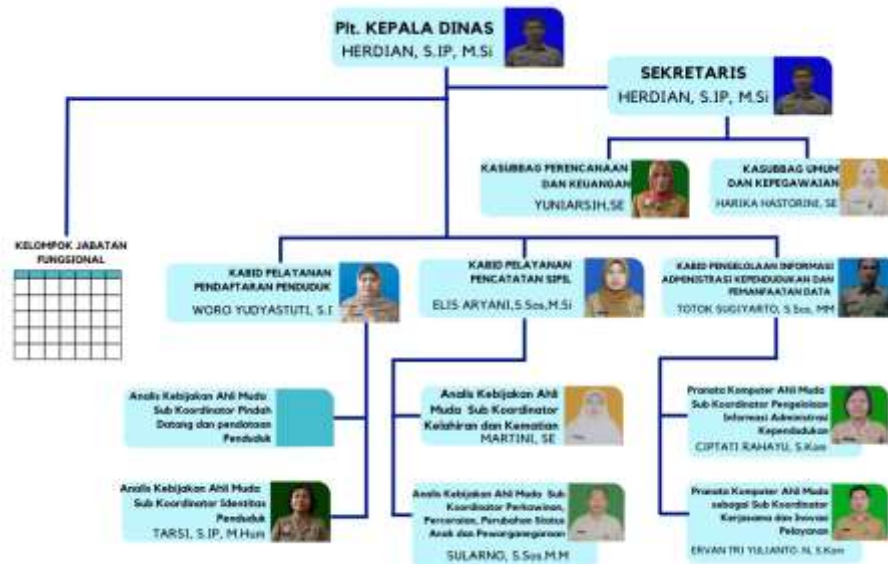 Plt. KEPALA DINAS
HERDIAN, S.IP, M.Si
SEKRETARIS
HERDIAN, S.IP, M.Si
KASUBBAG PERENCANAAN
DAN KEUANGAN
YUNIARSIH,SE
KASUBBAG UMUM
DAN KEPEGAWAIAN
HARIKA HASTORINI, SE
KELOMPOK JABATAN
FUNGSIONAL
KABID PELAYANAN
PENDAFTARAN PENDUDUK
WORO YUDYASTUTI, S.I
KABID PELAYANAN
PENCATATAN SIPIL
ELIS ARYANI,S.Sos,M.Si
KABID PENGELOLAAN INFORMASI
ADMINISTRASI KEPENDUDUKAN DAN
PEMANFAATAN DATA
TOTOK SUGIYARTO, S.Sos, MM
Analis Kebijakan Ahli Muda
Sub Koordinator Pindah
Datang dan pendataan
Penduduk
Analis Kebijakan Ahli
Muda Sub Koordinator
Kelahiran dan Kematian
MARTINI, SE
Pranata Komputer Ahli Muda
Sub Koordinator Pengelolaan
Informasi Administrasi
Kependudukan
CIPTATI RAHAYU, S.Kom
Analis Kebijakan Ahli Muda
Sub Koordinator Identitas
Penduduk
TARSI, S.IP, M.Hum
Analis Kebijakan Ahli Muda Sub
Koordinator Perkawinan,
Perceraian, Perubahan Status
Anak dan Pewarganegaraan
SULARNO, S.Sos.M.M
Pranata Komputer Ahli Muda
sebagai Sub Koordinator
Kerjasama dan Inovasi
Pelayanan
ERVAN TRI YULIANTO. N, S.Kom